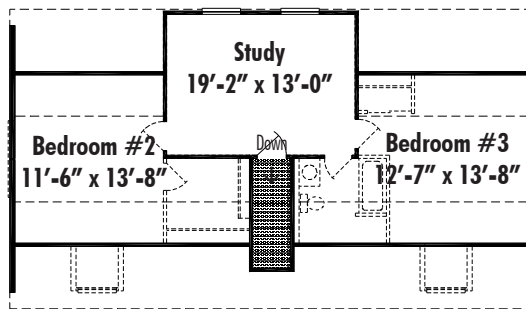 Study
19'-2" x 13'-0"
Down
Bedroom #2
11'-6" x 13'-8"
Bedroom #3
12'-7" x 13'-8"